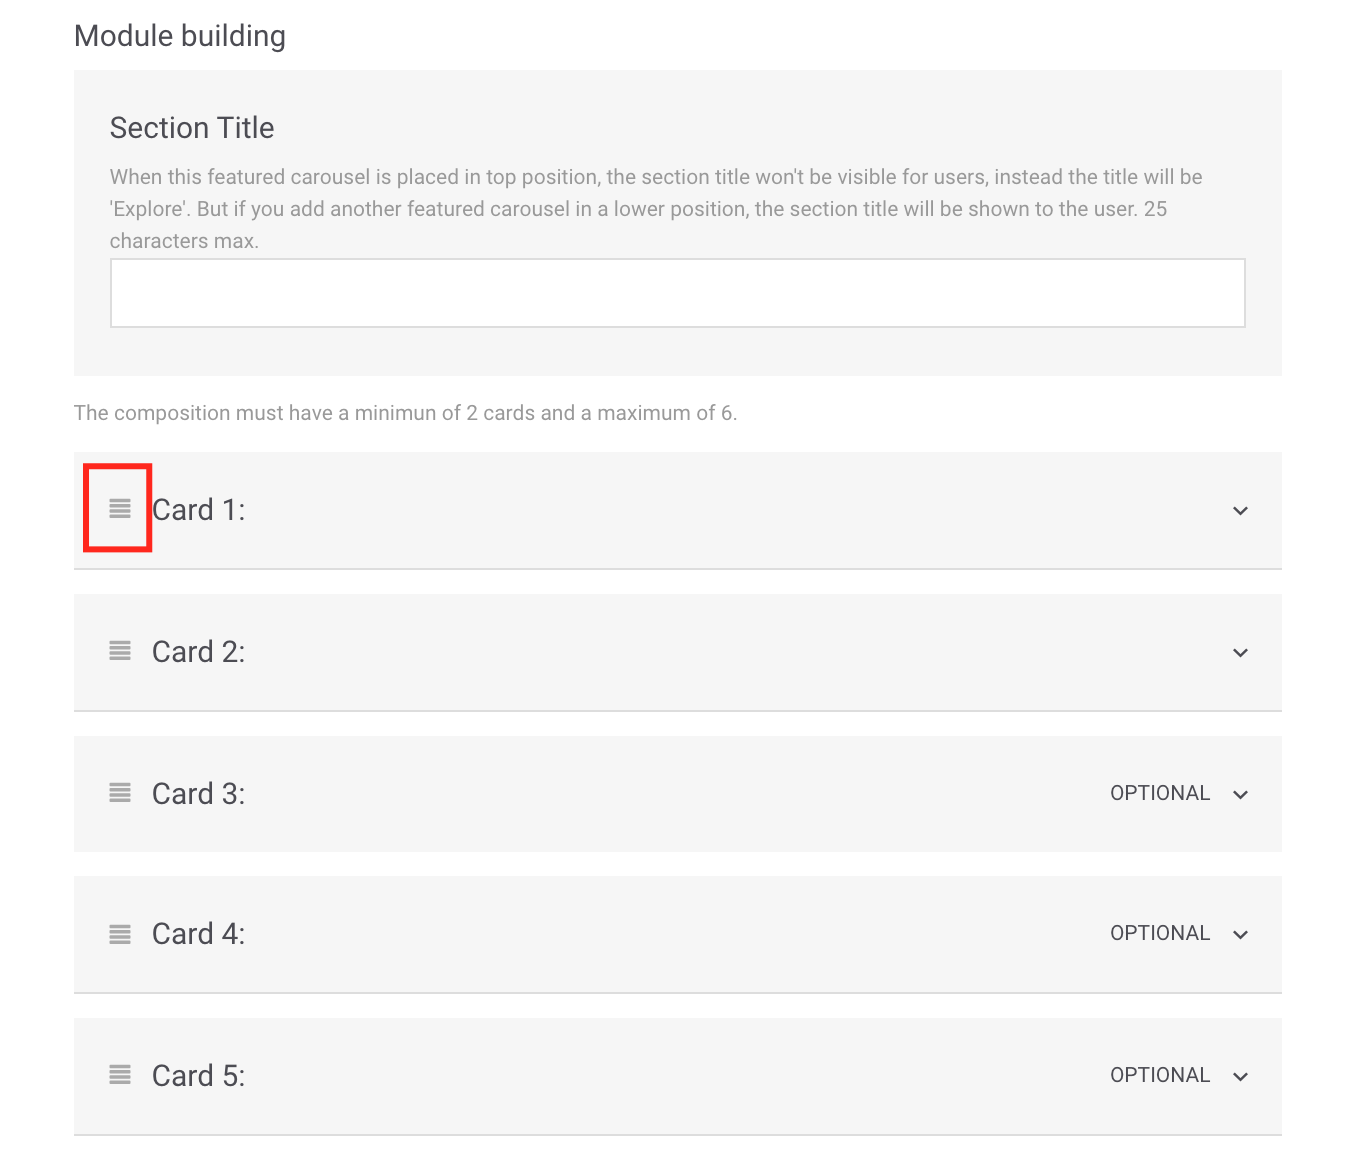 Module building
Section Title
When this featured carousel is placed in top position, the section title won't be visible for users, instead the title will be
'Explore'. But if you add another featured carousel in a lower position, the section title will be shown to the user. 25
characters max.
The composition must have a minimun of 2 cards and a maximum of 6.
Card 1:
Card 2:
Card 3:
OPTIONAL
Card 4:
OPTIONAL
Card 5:
OPTIONAL